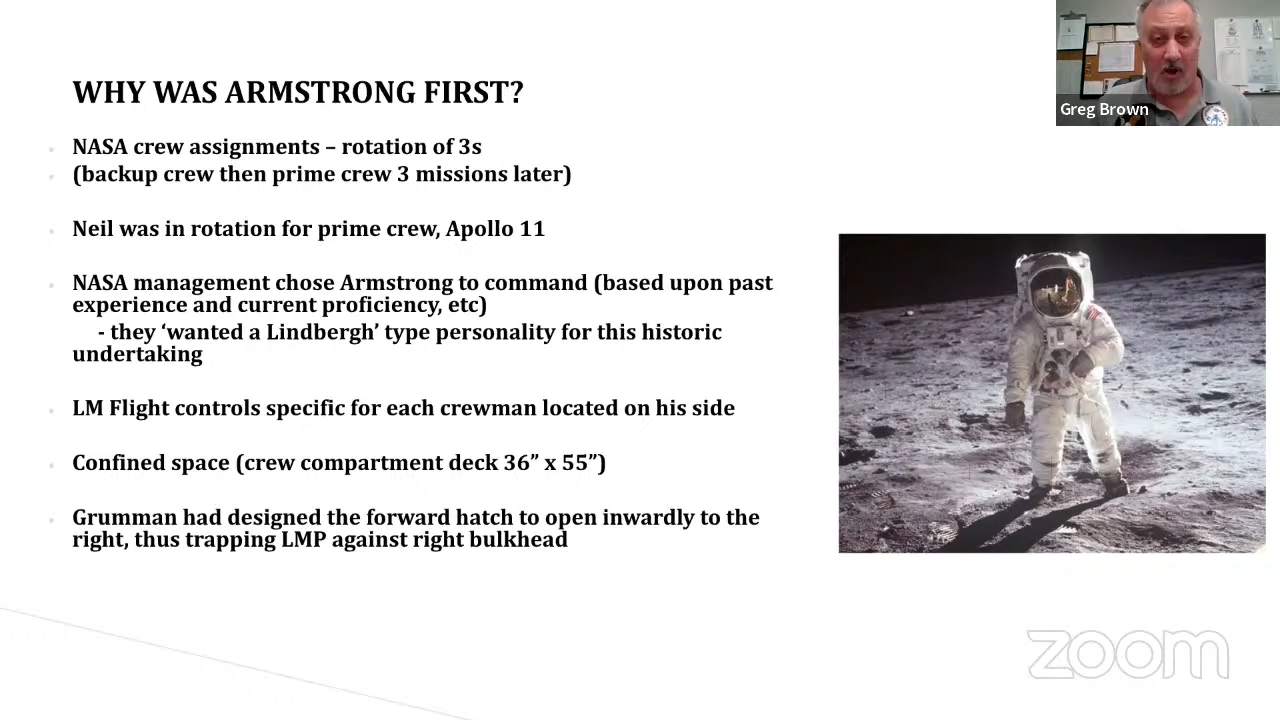 WHY WAS ARMSTRONG FIRST?
NASA crew assignments – rotation of 3s
(backup crew then prime crew 3 missions later)
Neil was in rotation for prime crew, Apollo 11
NASA management chose Armstrong to command (based upon past
experience and current proficiency, etc)
- they ‘wanted a Lindbergh’ type personality for this historic
undertaking
LM Flight controls specific for each crewman located on his side
Confined space (crew compartment deck 36” x 55”)
Grumman had designed the forward hatch to open inwardly to the
right, thus trapping LMP against right bulkhead
Greg Brown
zoom